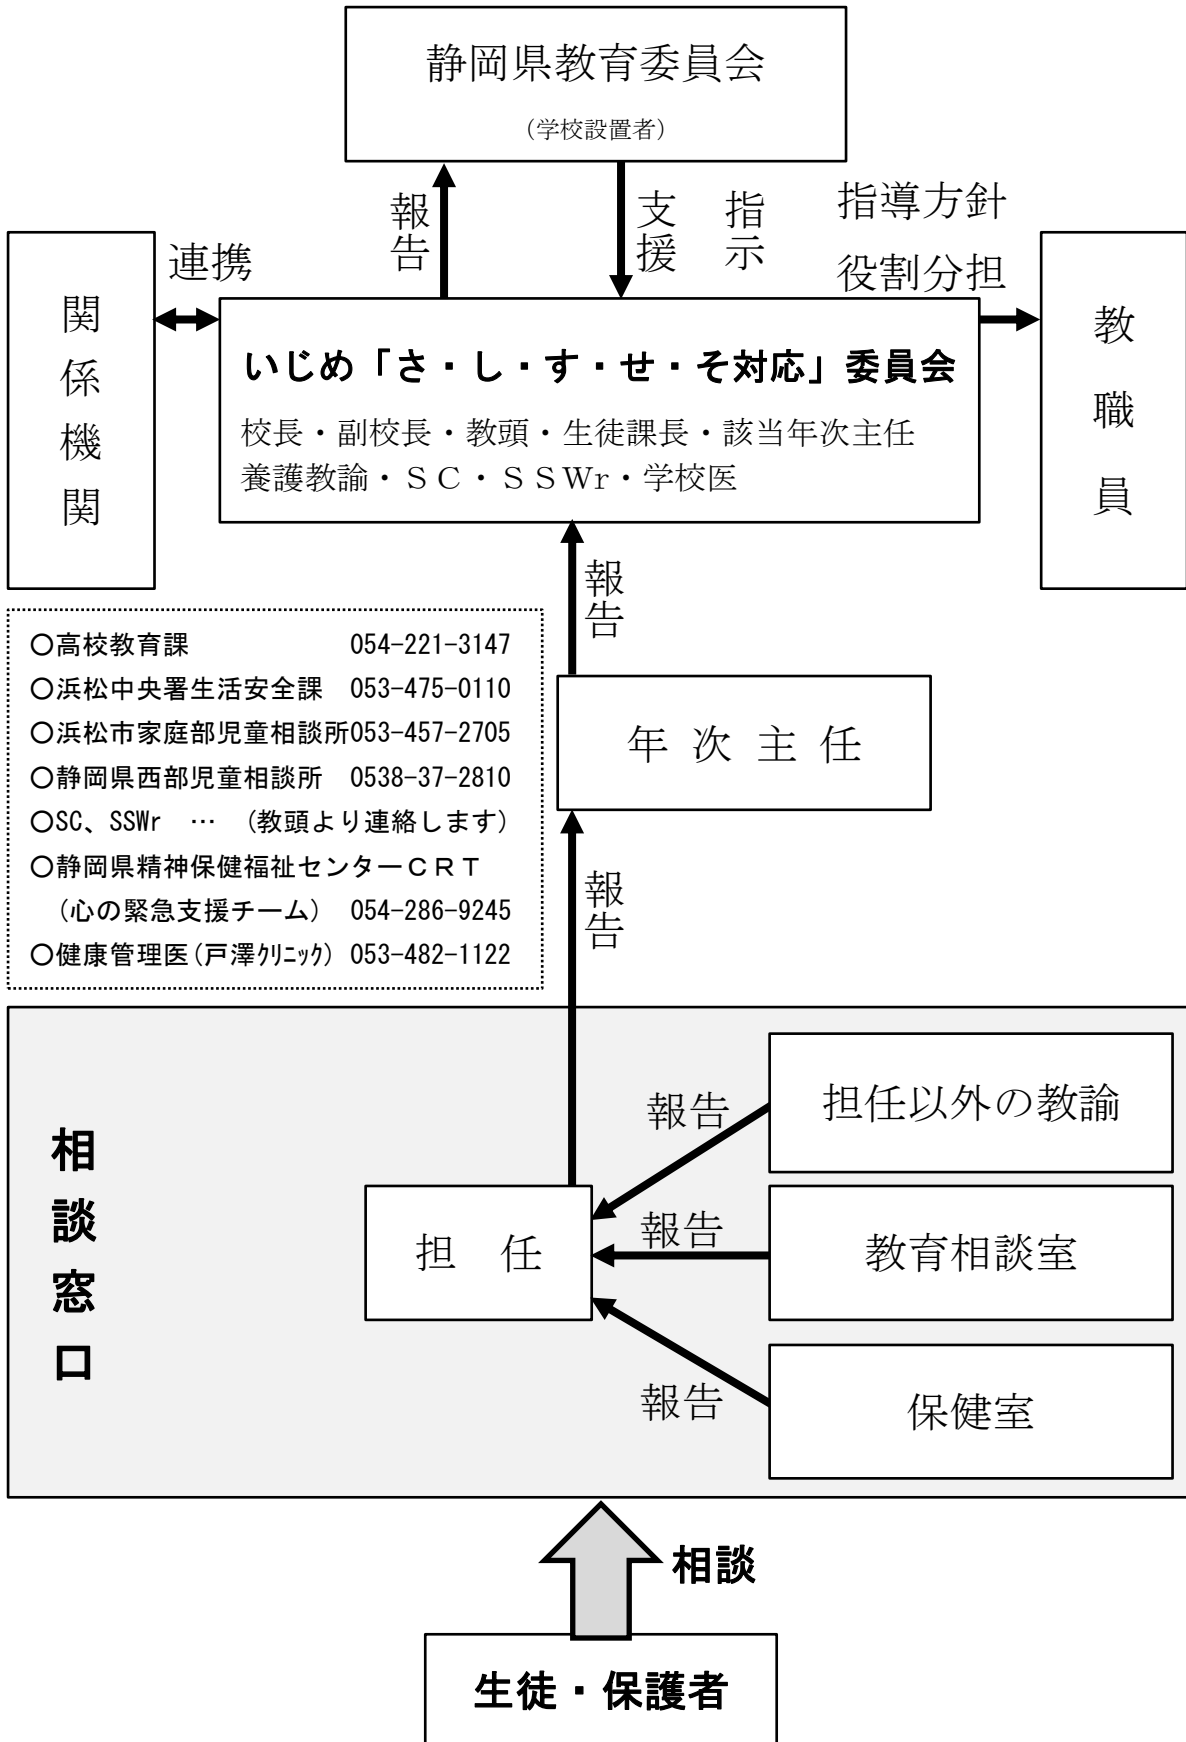 静岡県教育委員会
（学校設置者）
報告
支援
指示
指導方針
役割分担
連携
関係機関
教職員
いじめ「さ・し・す・せ・そ対応」委員会
校長・副校長・教頭・生徒課長・該当年次主任
養護教諭・ＳＣ・ＳＳWr・学校医
報告
〇高校教育課 054-221-3147
〇浜松中央署生活安全課 053-475-0110
〇浜松市家庭部児童相談所053-457-2705
〇静岡県西部児童相談所 0538-37-2810
〇SC、SSWr … （教頭より連絡します）
〇静岡県精神保健福祉センターＣＲＴ
（心の緊急支援チーム） 054-286-9245
〇健康管理医(戸澤ｸﾘﾆｯｸ) 053-482-1122
年次主任
報告
相談窓口
担任以外の教諭
報告
担　任
報告
教育相談室
報告
保健室
相談
生徒・保護者